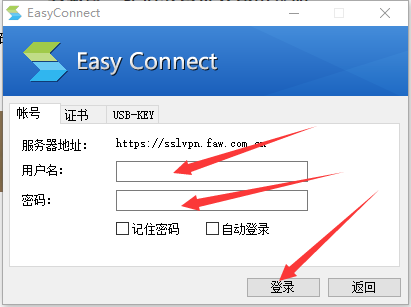 EasyConnect
Easy Connect
帐号 证书 USB-KEY
服务器地址: https://sslvpn.faw.com.cn
用户名:
密码:
记住密码 自动登录
登录 返回